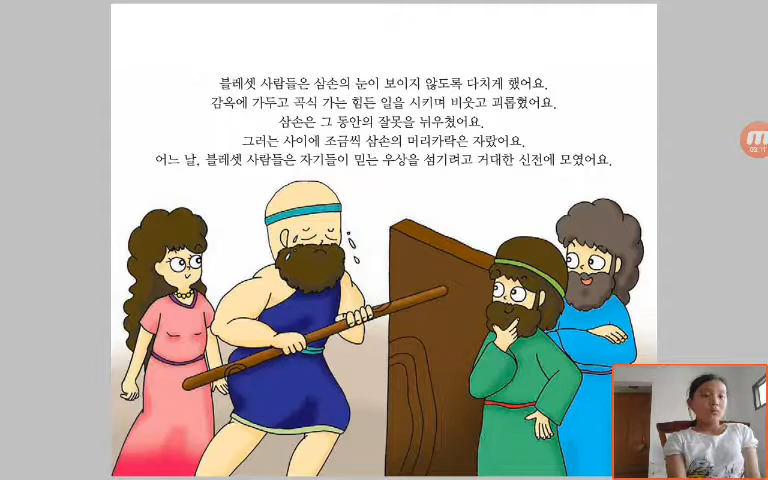 블레셋 사람들은 삼손의 눈이 보이지 않도록 다치게 했어요.
감옥에 가두고 곡식 가는 힘든 일을 시키며 비웃고 괴롭혔어요.
삼손은 그 동안의 잘못을 뉘우쳤어요.
그러는 사이에 조금씩 삼손의 머리카락은 자랐어요.
어느 날, 블레셋 사람들은 자기들이 믿는 우상을 섬기려고 거대한 신전에 모였어요.